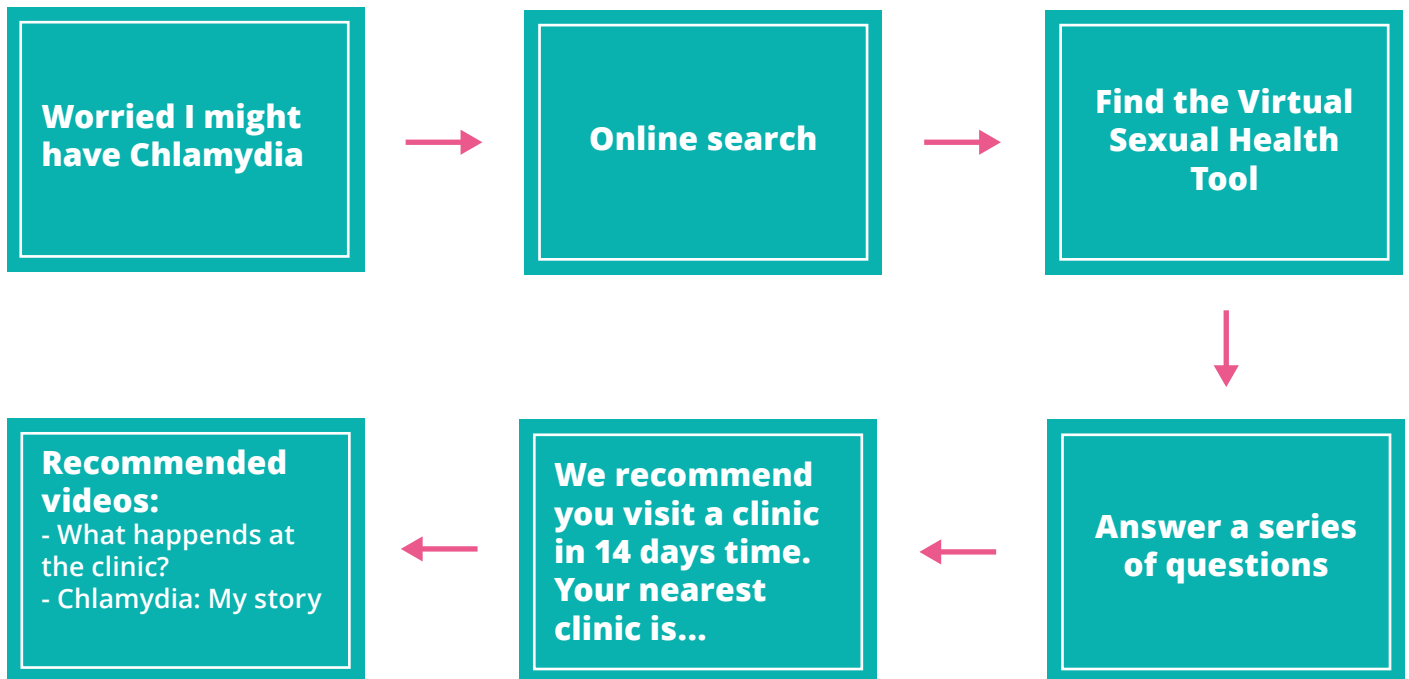 Worried I might
have Chlamydia
Online search
Find the Virtual
Sexual Health
Tool
Answer a series
of questions
We recommend
you visit a clinic
in 14 days time.
Your nearest
clinic is...
Recommended
videos:
- What happends at
the clinic?
- Chlamydia: My story